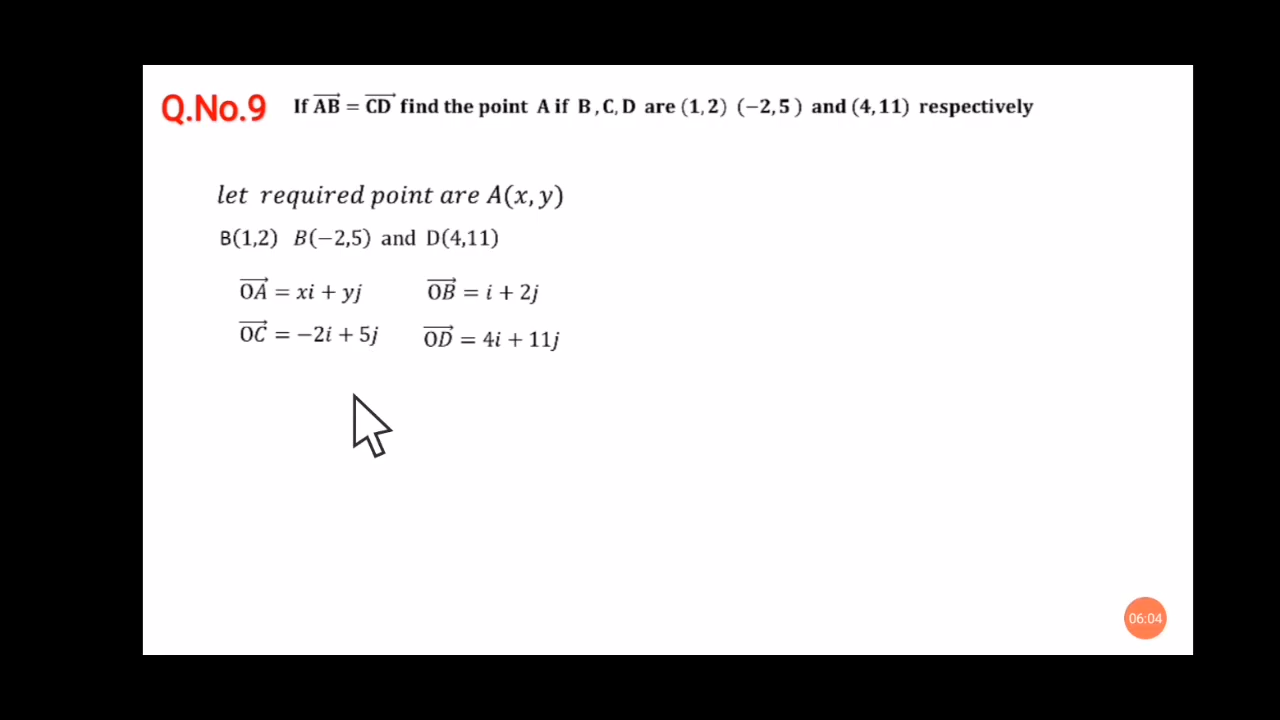 Q.No.9 If AB⃗ = CD⃗ find the point A if B , C, D are (1, 2) (−2, 5 ) and (4, 11) respectively
let required point are A(x, y)
B(1,2) B(−2,5) and D(4,11)
OA⃗ = xi + yj OB⃗ = i + 2j
OC⃗ = −2i + 5j OD⃗ = 4i + 11j
06:04